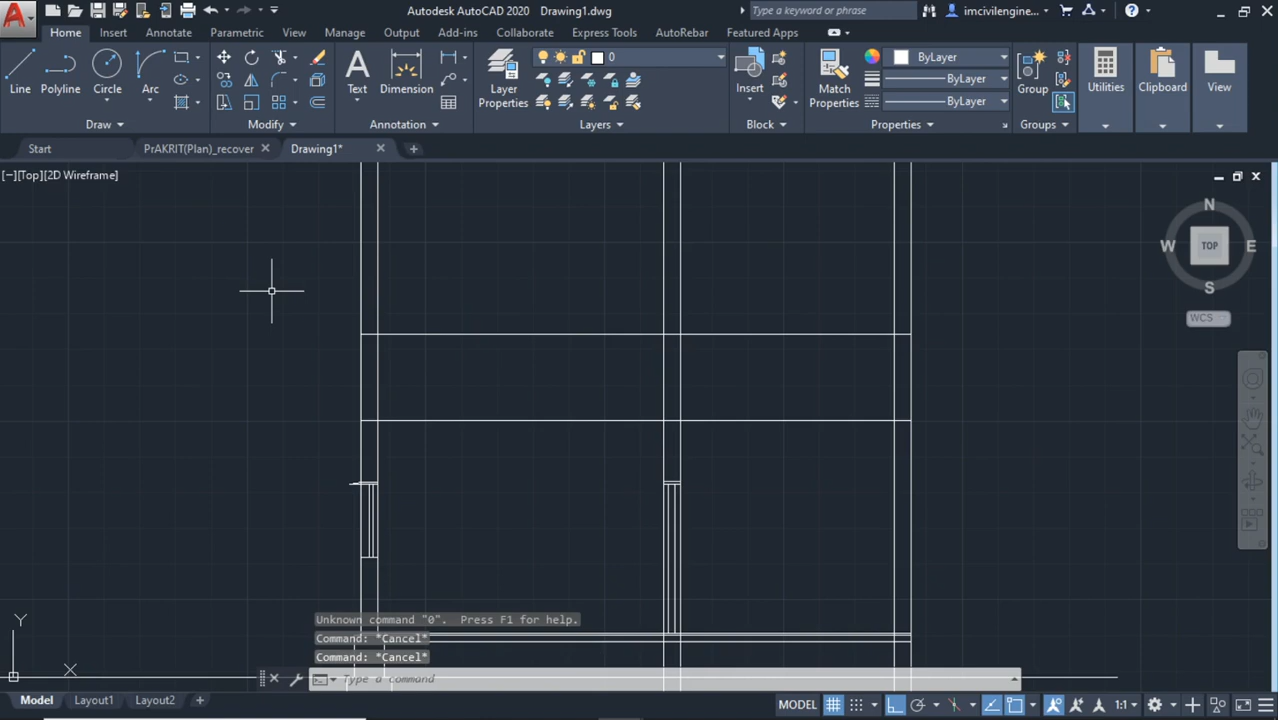 Autodesk AutoCAD 2020 Drawing1.dwg
Type a keyword or phrase
imcivilengine...
Home Insert Annotate Parametric View Manage Output Add-ins Collaborate Express Tools AutoRebar Featured Apps
0
ByLayer
ByLayer
ByLayer
Line Polyline Circle Arc
Text Dimension
Layer Properties
Insert
Match Properties
Group
Utilities
Clipboard
View
Draw Modify Annotation Layers Block Properties Groups
Start PrAKRIT(Plan)_recover Drawing1*
[−][Top][2D Wireframe]
N
W TOP E
S
WCS
Unknown command "0". Press F1 for help.
Command: *Cancel*
Command: *Cancel*
Y
X
Type a command
Model Layout1 Layout2
MODEL 1:1